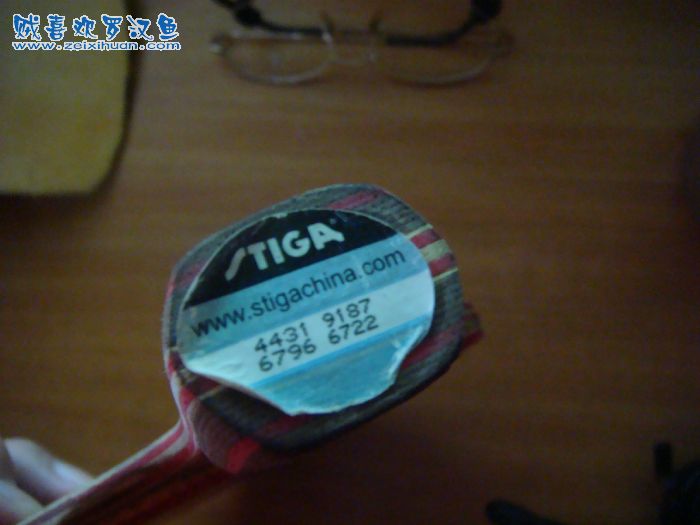 贼喜欢罗汉鱼
www.zeixihuan.com
STIGA
www.stigachina.com
4431 9187
6796 6722